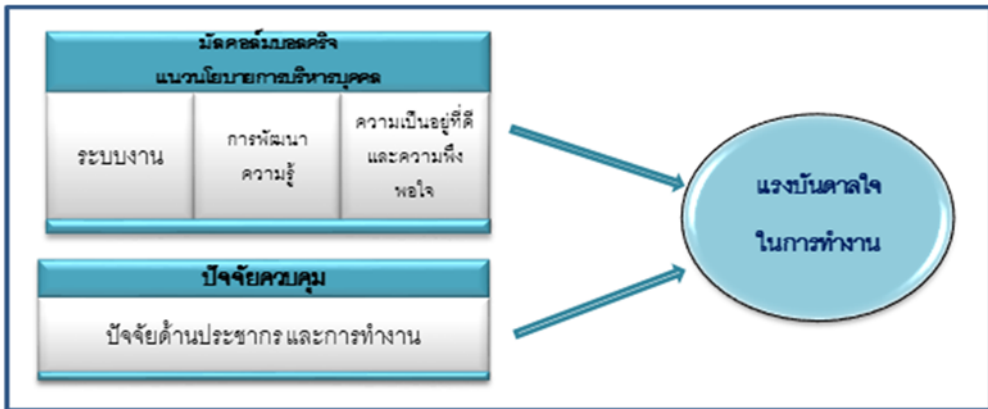 มัลคอล์มบอลดริจ
แนวนโยบายการบริหารบุคคล
ระบบงาน
การพัฒนา
ความรู้
ความเป็นอยู่ที่ดี
และความพึง
พอใจ
ปัจจัยควบคุม
ปัจจัยด้านประชากร และการทำงาน
แรงบันดาลใจ
ในการทำงาน